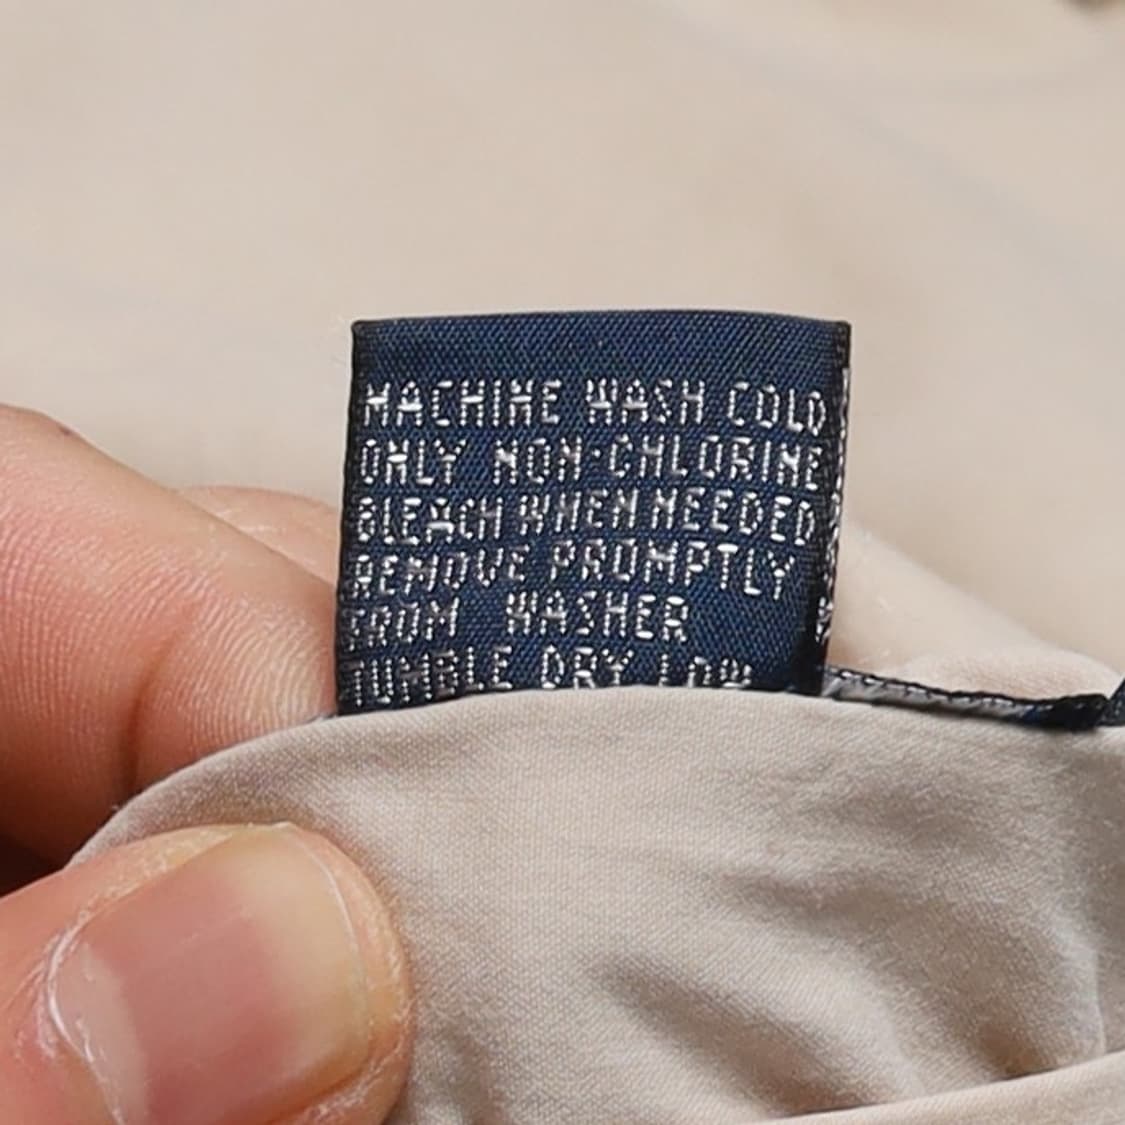 MACHINE WASH COLD
ONLY NON-CHLORINE
BLEACH WHEN NEEDED
REMOVE PROMPTLY
FROM WASHER
TUMBLE DRY LOW